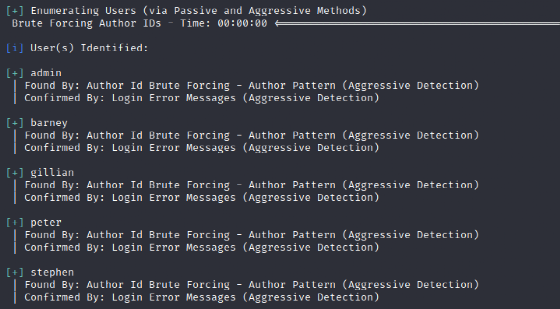 [+] Enumerating Users (via Passive and Aggressive Methods)
Brute Forcing Author IDs - Time: 00:00:00 <==================================
[i] User(s) Identified:
[+] admin
| Found By: Author Id Brute Forcing - Author Pattern (Aggressive Detection)
| Confirmed By: Login Error Messages (Aggressive Detection)
[+] barney
| Found By: Author Id Brute Forcing - Author Pattern (Aggressive Detection)
| Confirmed By: Login Error Messages (Aggressive Detection)
[+] gillian
| Found By: Author Id Brute Forcing - Author Pattern (Aggressive Detection)
| Confirmed By: Login Error Messages (Aggressive Detection)
[+] peter
| Found By: Author Id Brute Forcing - Author Pattern (Aggressive Detection)
| Confirmed By: Login Error Messages (Aggressive Detection)
[+] stephen
| Found By: Author Id Brute Forcing - Author Pattern (Aggressive Detection)
| Confirmed By: Login Error Messages (Aggressive Detection)